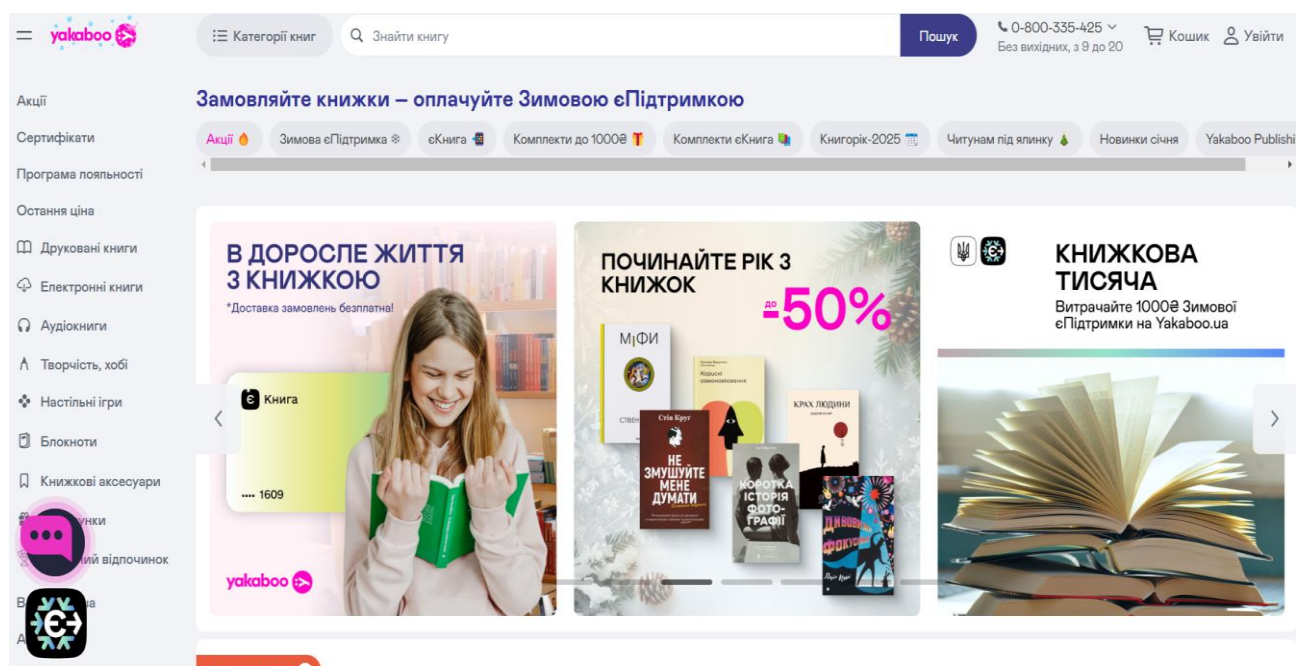 yakaboo
Категорії книг
Знайти книгу
Пошук
0-800-335-425
Без вихідних, з 9 до 20
Кошик
Увійти
Акції
Сертифікати
Програма лояльності
Остання ціна
Друковані книги
Електронні книги
Аудіокниги
Творчість, хобі
Настільні ігри
Блокноти
Книжкові аксесуари
Замовляйте книжки – оплачуйте Зимовою єПідтримкою
Акції
Зимова єПідтримка
єКнига
Комплекти до 1000₴
Комплекти єКнига
Книгорік-2025
Читунам під ялинку
Новинки січня
Yakaboo Publishi
В ДОРОСЛЕ ЖИТТЯ
З КНИЖКОЮ
*Доставка замовлень безплатна!
є Книга
•••• 1609
yakaboo
ПОЧИНАЙТЕ РІК З
КНИЖОК
до -50%
МІФИ
СТІВЕН
Корисні
самонавіювання
КРАХ ЛЮДИНИ
Стів Круґ
НЕ
ЗМУШУЙТЕ
МЕНЕ
ДУМАТИ
КОРОТКА
ІСТОРІЯ
ФОТО-
ГРАФІЇ
КНИЖКОВА
ТИСЯЧА
Витрачайте 1000₴ Зимової
єПідтримки на Yakaboo.ua
є